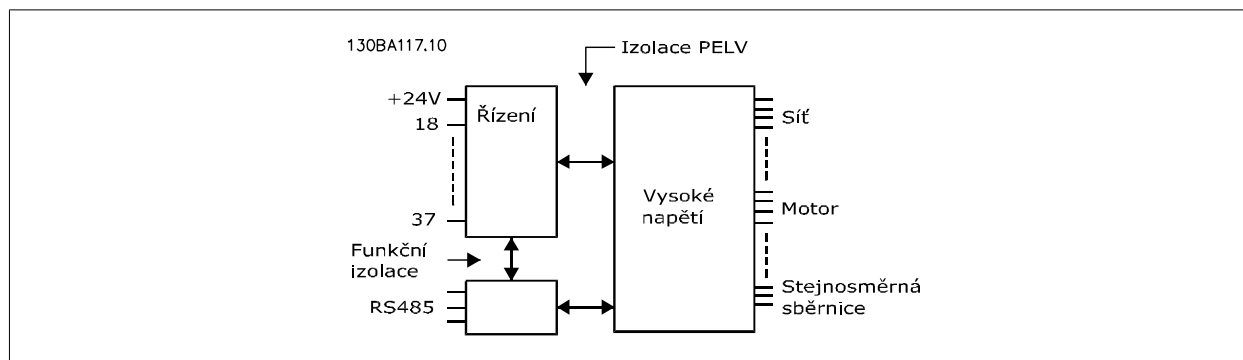 130BA117.10
Izolace PELV
+24V
Řízení
18
Síť
Vysoké
napětí
37
Motor
Funkční
izolace
RS485
Stejnosměrná
sběrnice